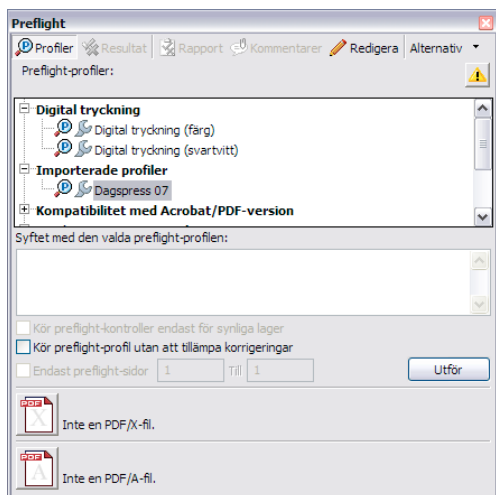 Preflight
Profiler Resultat Rapport Kommentarer Redigera Alternativ
Preflight-profiler:
Digital tryckning
Digital tryckning (färg)
Digital tryckning (svartvitt)
Importerade profiler
Dagspress 07
Kompatibilitet med Acrobat/PDF-version
Syftet med den valda preflight-profilen:
Kör preflight-kontroller endast för synliga lager
Kör preflight-profil utan att tillämpa korrigeringar
Endast preflight-sidor 1 Till 1 Utför
PDF X Inte en PDF/X-fil.
PDF A Inte en PDF/A-fil.